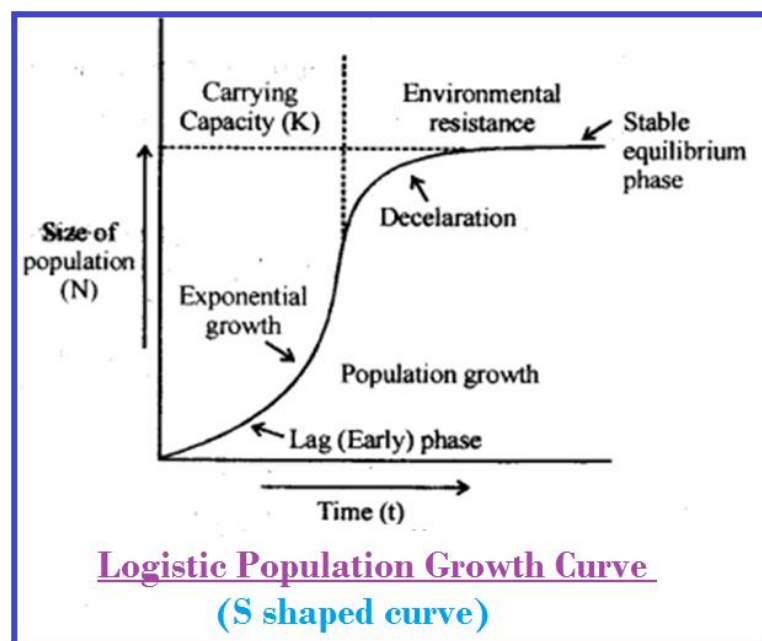 Carrying
Capacity (K)
Environmental
resistance
Stable
equilibrium
phase
Decelaration
Size of
population
(N)
Exponential
growth
Population growth
Lag (Early) phase
Time (t)
Logistic Population Growth Curve
(S shaped curve)